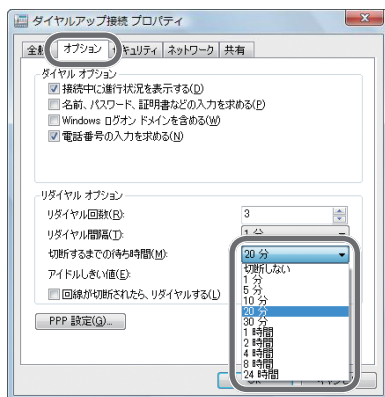 ダイヤルアップ接続 プロパティ
全般 オプション セキュリティ ネットワーク 共有
ダイヤル オプション
接続中に進行状況を表示する(D)
名前、パスワード、証明書などの入力を求める(P)
Windows ログオン ドメインを含める(W)
電話番号の入力を求める(N)
リダイヤル オプション
リダイヤル回数(R): 3
リダイヤル間隔(T): 1 分
切断するまでの待ち時間(M): 20 分
アイドルしきい値(E):
回線が切断されたら、リダイヤルする(L)
切断しない
1 分
5 分
10 分
20 分
30 分
1 時間
2 時間
4 時間
8 時間
24 時間
PPP 設定(G)...
OK